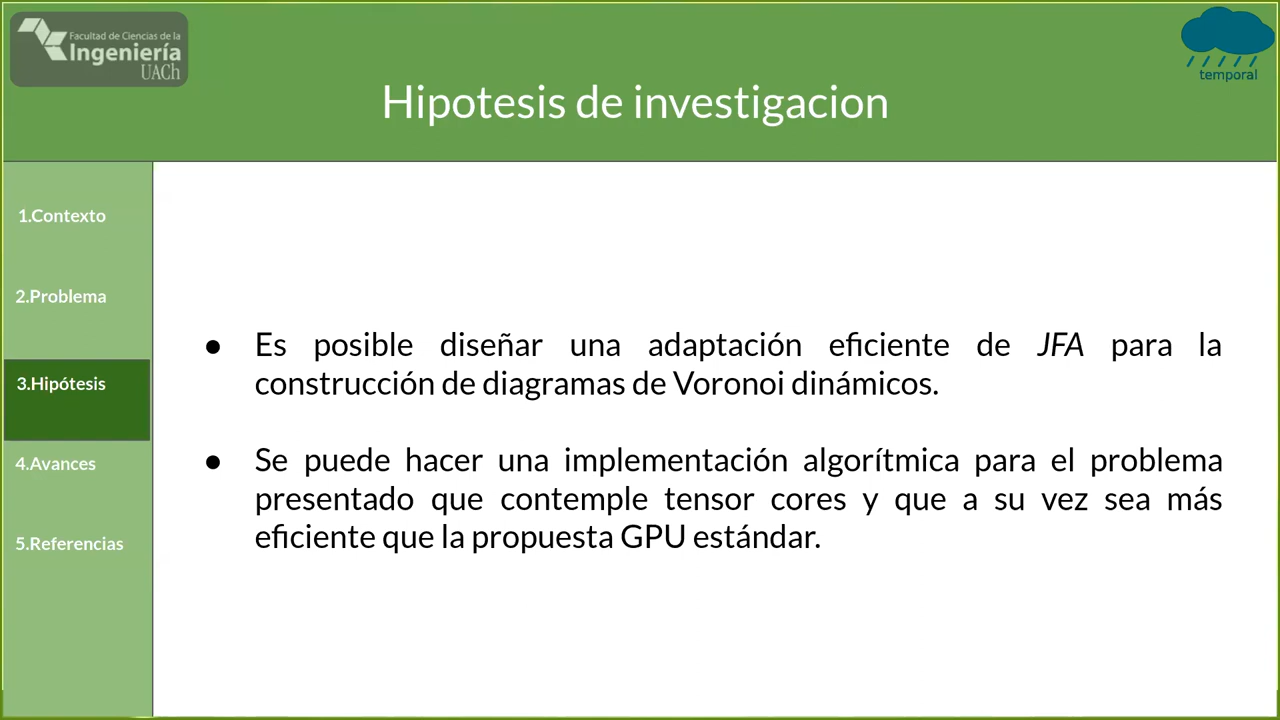 Facultad de Ciencias de la
Ingeniería
UACh
temporal
Hipotesis de investigacion
1.Contexto
2.Problema
3.Hipótesis
4.Avances
5.Referencias
● Es posible diseñar una adaptación eficiente de JFA para la
construcción de diagramas de Voronoi dinámicos.
● Se puede hacer una implementación algorítmica para el problema
presentado que contemple tensor cores y que a su vez sea más
eficiente que la propuesta GPU estándar.